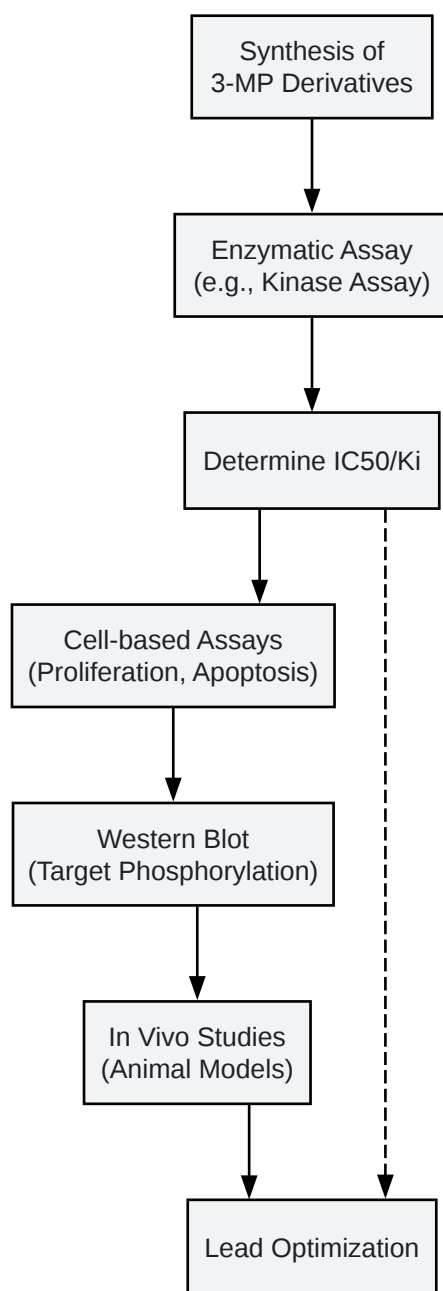 Synthesis of
3-MP Derivatives
Enzymatic Assay
(e.g., Kinase Assay)
Determine IC50/Ki
Cell-based Assays
(Proliferation, Apoptosis)
Western Blot
(Target Phosphorylation)
In Vivo Studies
(Animal Models)
Lead Optimization